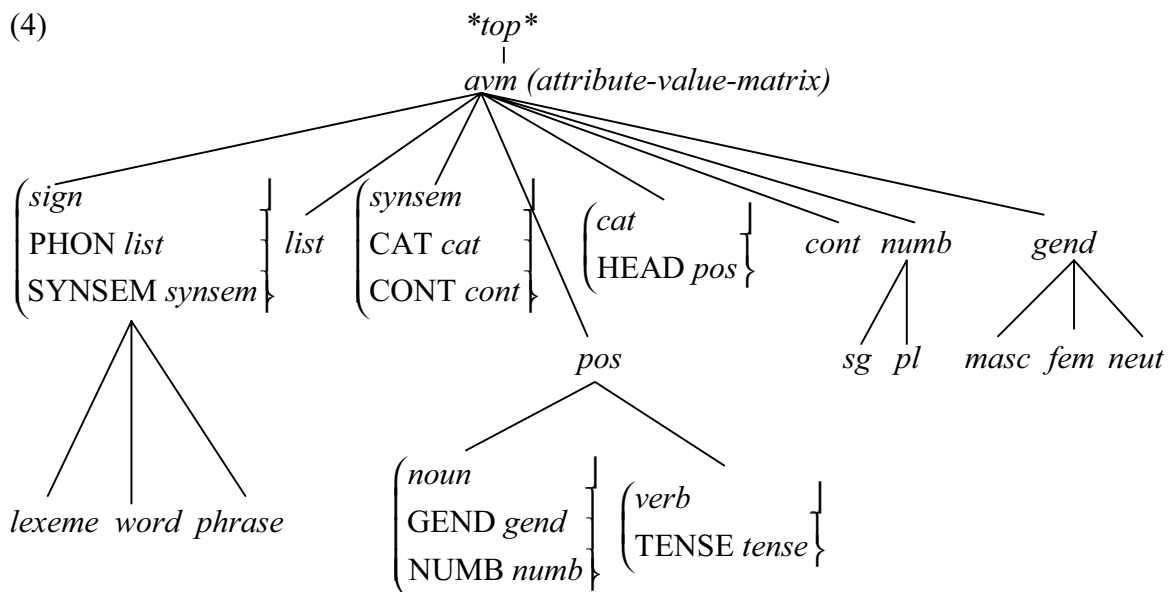 (4)
*top*
avm (attribute-value-matrix)
sign
PHON list
SYNSEM synsem
list
synsem
CAT cat
CONT cont
cat
HEAD pos
cont
numb
gend
sg
pl
masc
fem
neut
pos
lexeme
word
phrase
noun
GEND gend
NUMB numb
verb
TENSE tense